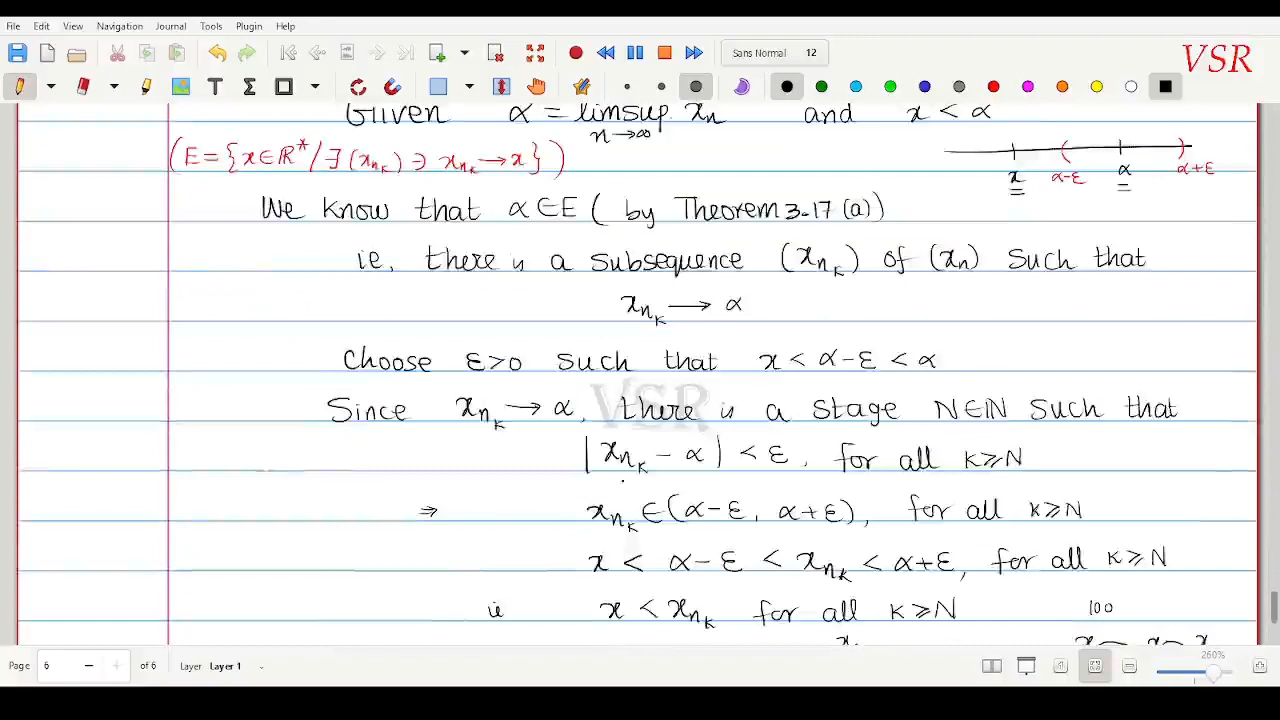 File Edit View Navigation Journal Tools Plugin Help
Sans Normal 12
VSR
Given α = limsup xn and x < α
n→∞
(E = {x∈R* / ∃ (xnₖ) ∋ xnₖ → x})
x α-ε α α+ε
We know that α∈E ( by Theorem 3.17 (a))
ie, there is a subsequence (xnₖ) of (xn) such that
xnₖ → α
Choose ε>0 such that x < α-ε < α
Since xnₖ → α, there is a stage N∈ℕ such that
VSR
|xnₖ - α| < ε, for all k≥N
⇒ xnₖ ∈ (α-ε, α+ε), for all k≥N
x < α-ε < xnₖ < α+ε, for all k≥N
ie x < xnₖ for all k≥N 100
Page 6 of 6 Layer Layer 1 260%